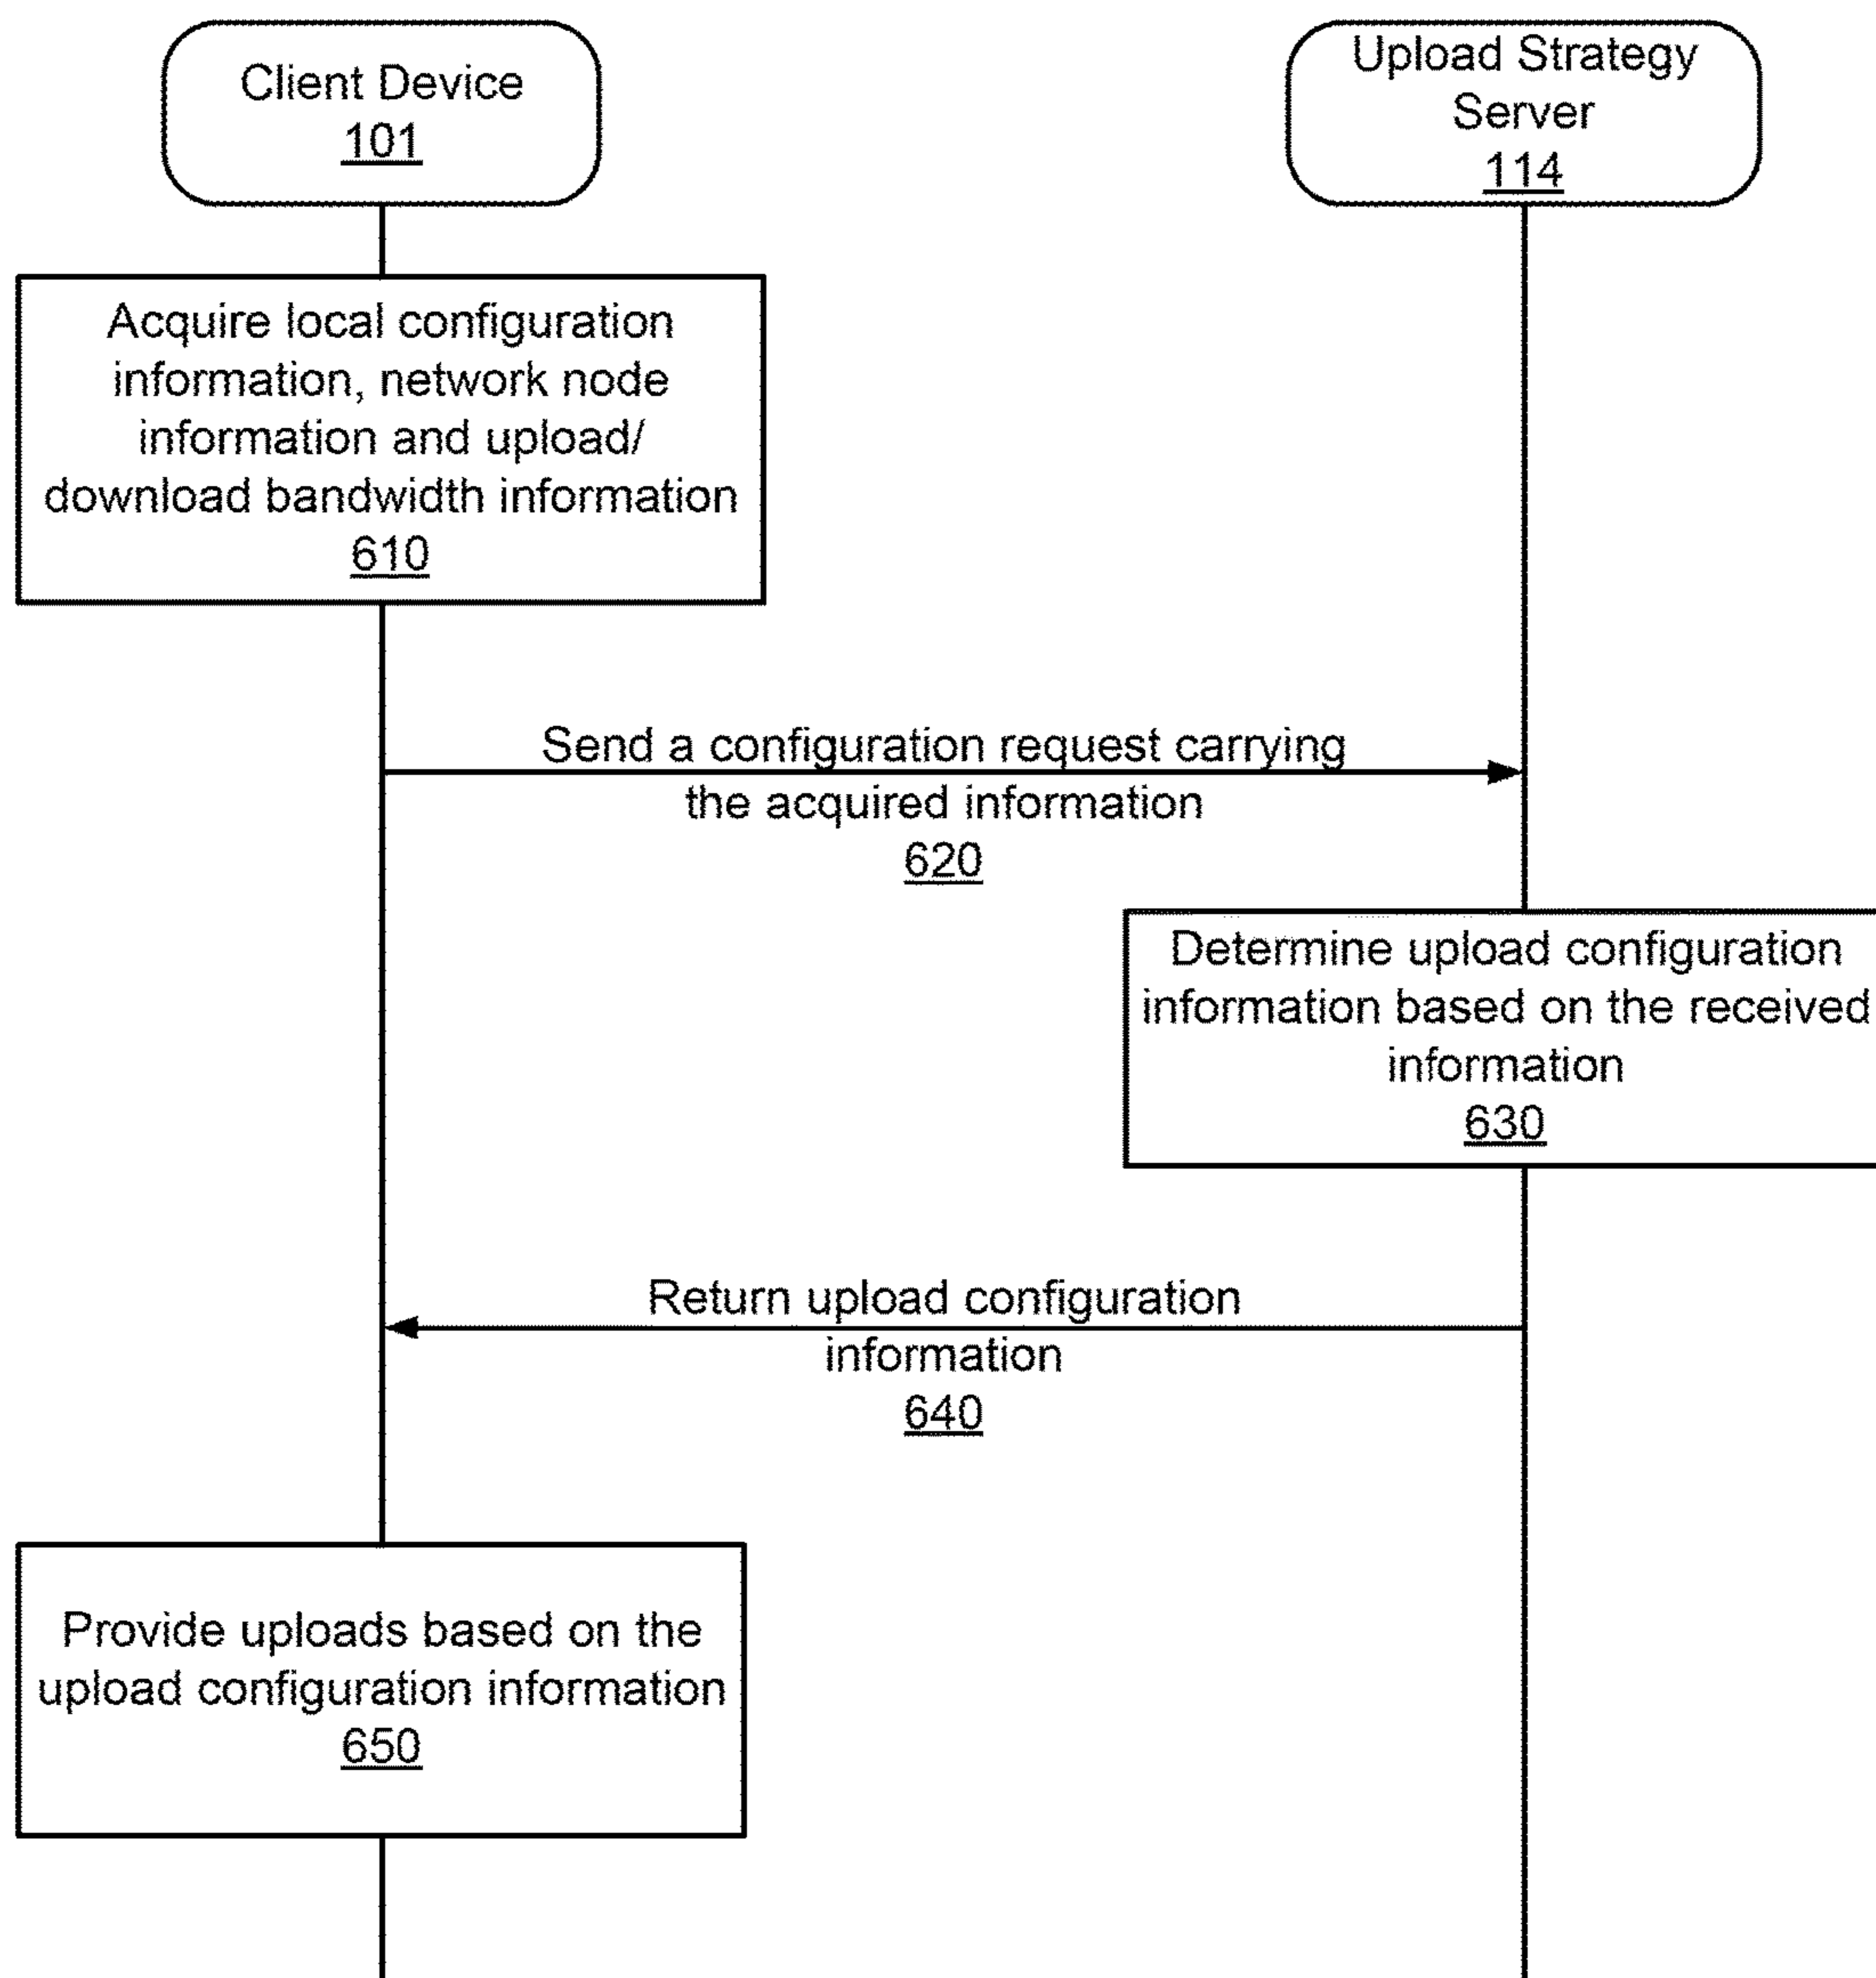 Client Device
101
Upload Strategy
Server
114
Acquire local configuration
information, network node
information and upload/
download bandwidth information
610
Send a configuration request carrying
the acquired information
620
Determine upload configuration
information based on the received
information
630
Return upload configuration
information
640
Provide uploads based on the
upload configuration information
650